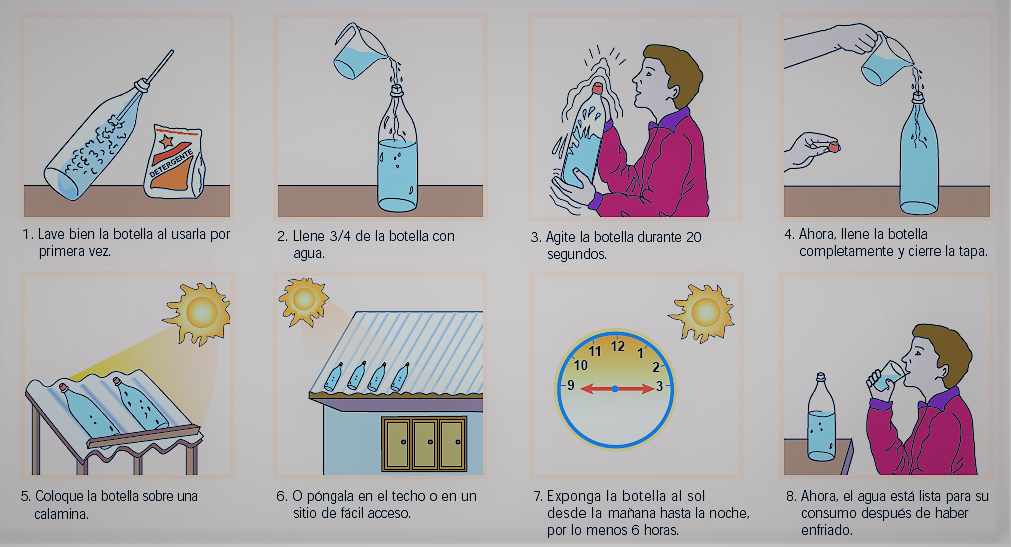 DETERGENTE
1. Lave bien la botella al usarla por
primera vez.
2. Llene 3/4 de la botella con
agua.
3. Agite la botella durante 20
segundos.
4. Ahora, llene la botella
completamente y cierre la tapa.
11 12 1
10 2
9 3
5. Coloque la botella sobre una
calamina.
6. O póngala en el techo o en un
sitio de fácil acceso.
7. Exponga la botella al sol
desde la mañana hasta la noche,
por lo menos 6 horas.
8. Ahora, el agua está lista para su
consumo después de haber
enfriado.